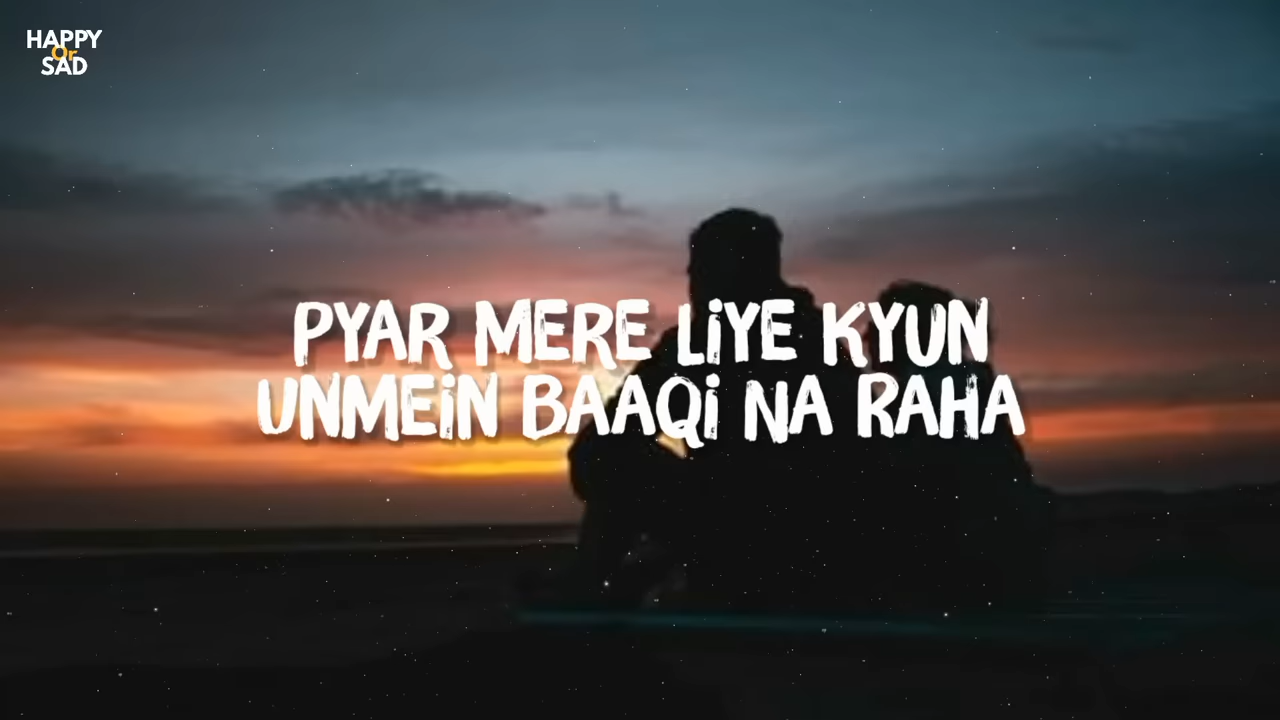 HAPPY
Or
SAD
PYAR MERE LiYE KYUN
UNMEiN BAAQi NA RAHA